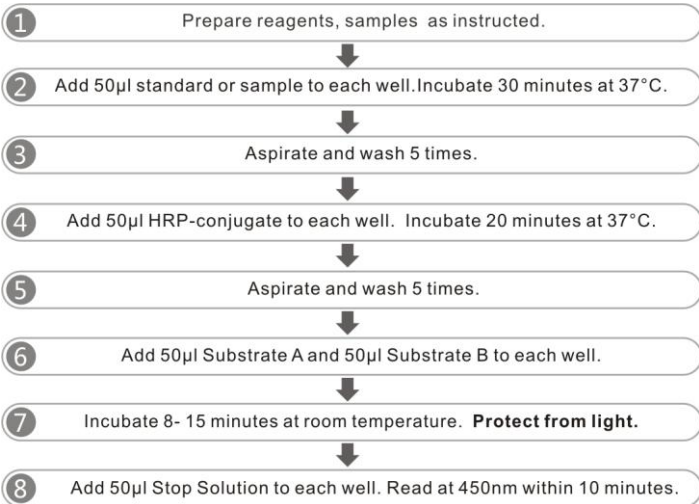 1 Prepare reagents, samples as instructed.
2 Add 50μl standard or sample to each well.Incubate 30 minutes at 37°C.
3 Aspirate and wash 5 times.
4 Add 50μl HRP-conjugate to each well. Incubate 20 minutes at 37°C.
5 Aspirate and wash 5 times.
6 Add 50μl Substrate A and 50μl Substrate B to each well.
7 Incubate 8- 15 minutes at room temperature. Protect from light.
8 Add 50μl Stop Solution to each well. Read at 450nm within 10 minutes.